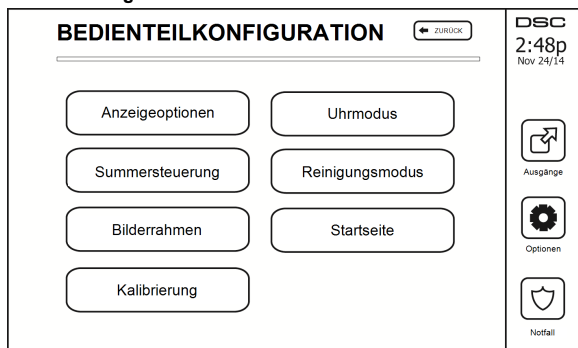 BEDIENTEILKONFIGURATION
ZURÜCK
Anzeigeoptionen
Uhrmodus
Summersteuerung
Reinigungsmodus
Bilderrahmen
Startseite
Kalibrierung
DSC
2:48p
Nov 24/14
Ausgänge
Optionen
Notfall